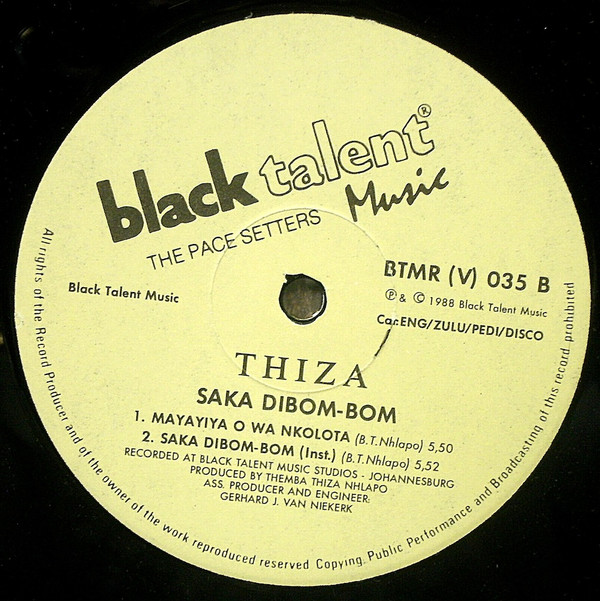 black talent®
Music
THE PACE SETTERS
BTMR (V) 035 B
Black Talent Music
℗ & © 1988 Black Talent Music
Cat:ENG/ZULU/PEDI/DISCO
THIZA
SAKA DIBOM-BOM
1. MAYAYIYA O WA NKOLOTA (B.T.Nhlapo) 5,50
2. SAKA DIBOM-BOM (Inst.) (B.T.Nhlapo) 5,52
RECORDED AT BLACK TALENT MUSIC STUDIOS - JOHANNESBURG
PRODUCED BY THEMBA THIZA NHLAPO
ASS. PRODUCER AND ENGINEER:
GERHARD J. VAN NIEKERK
All rights of the Record Producer and of the owner of the work reproduced reserved Copying, Public Performance and Broadcasting of this record prohibited